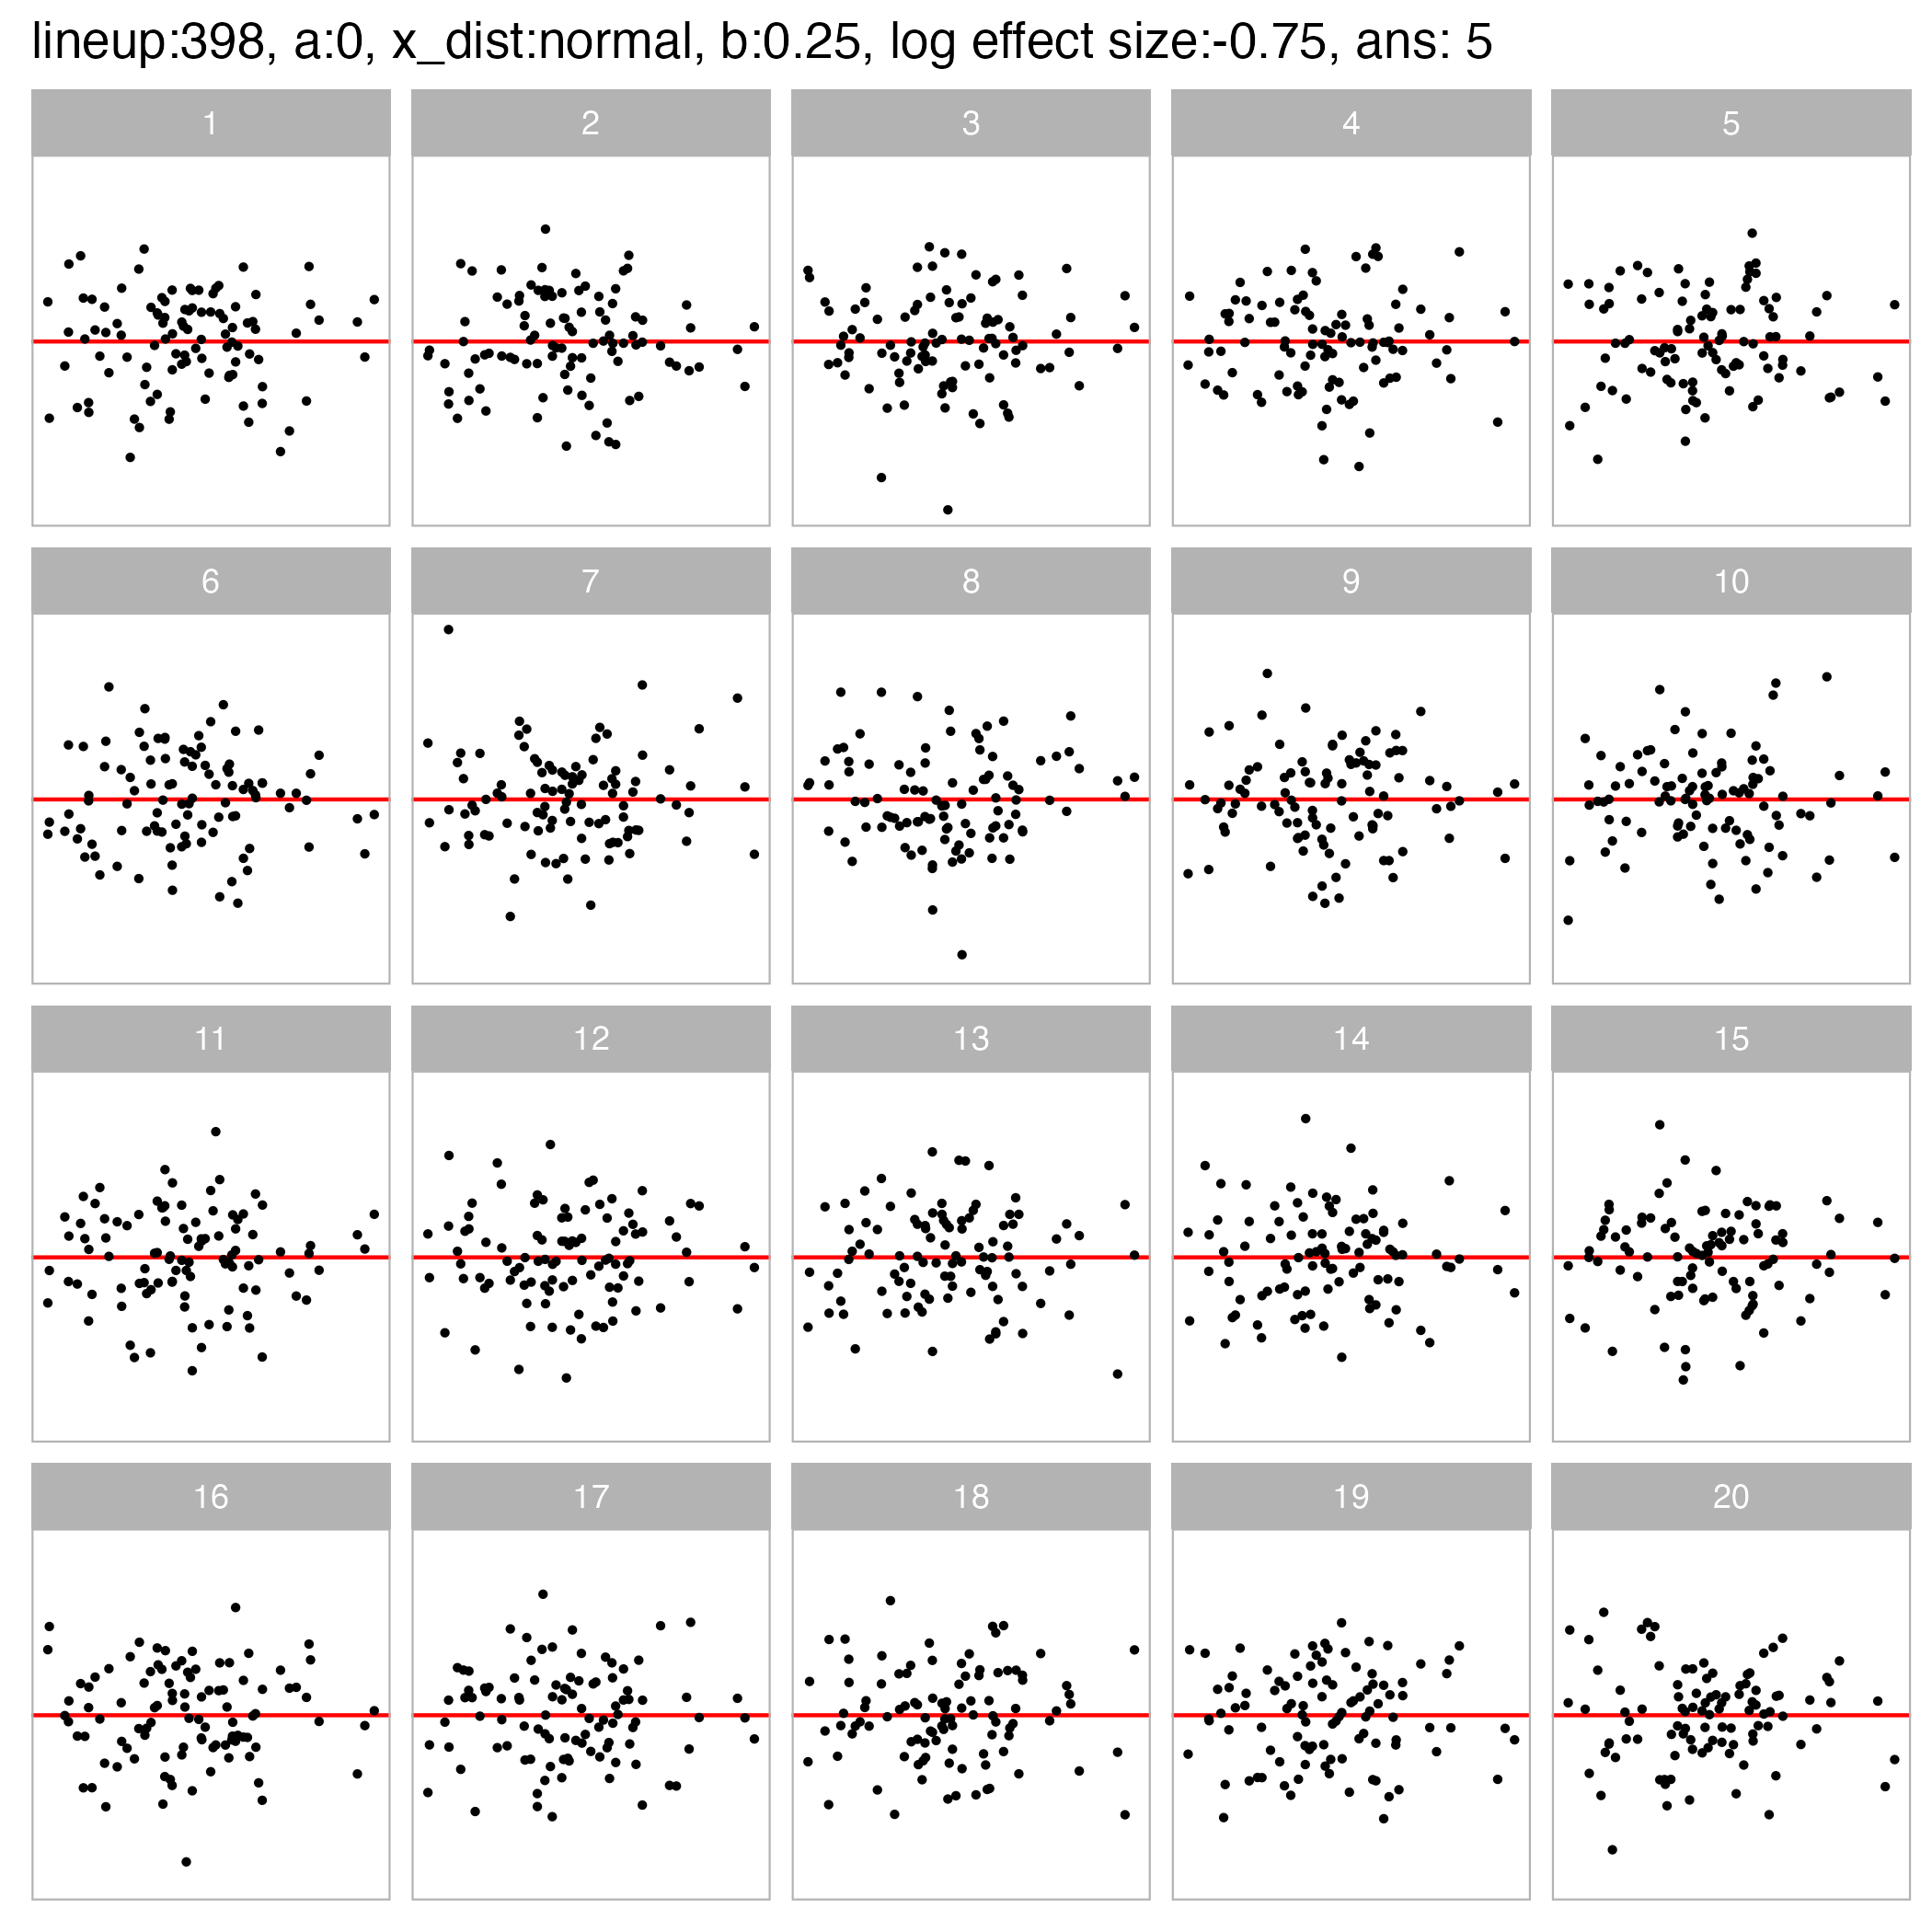 lineup:398, a:0, x_dist:normal, b:0.25, log effect size:-0.75, ans: 5
1 2 3 4 5
6 7 8 9 10
11 12 13 14 15
16 17 18 19 20